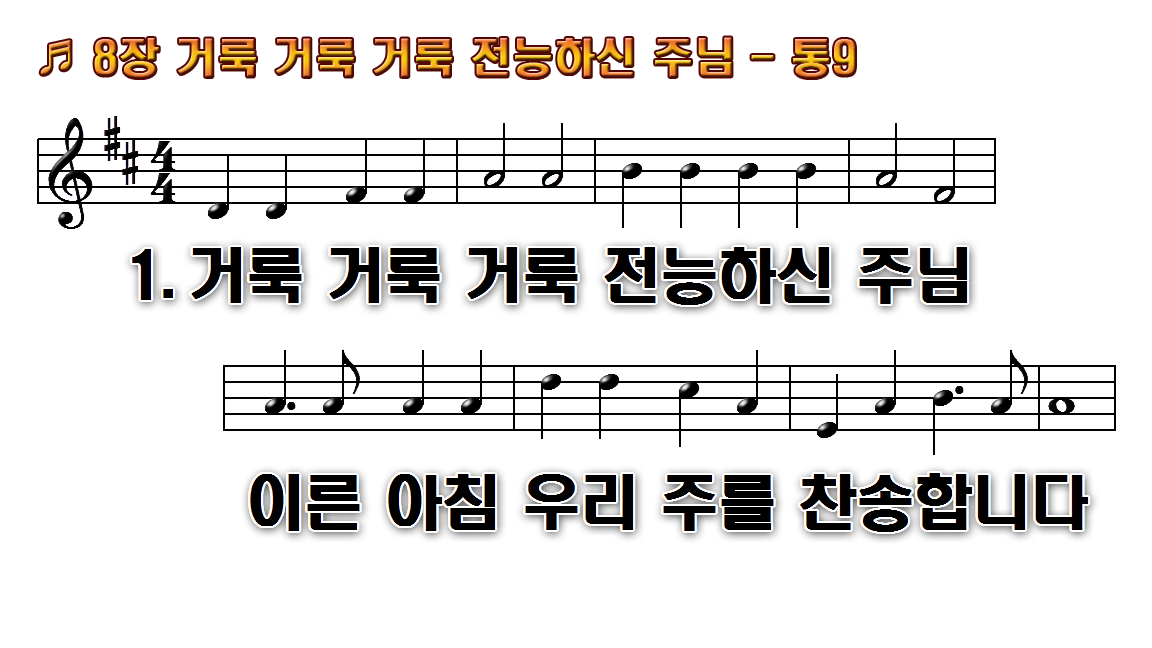 ♬ 8장 거룩 거룩 거룩 전능하신 주님 - 통9
4
4
1. 거룩 거룩 거룩 전능하신 주님
이른 아침 우리 주를 찬송합니다